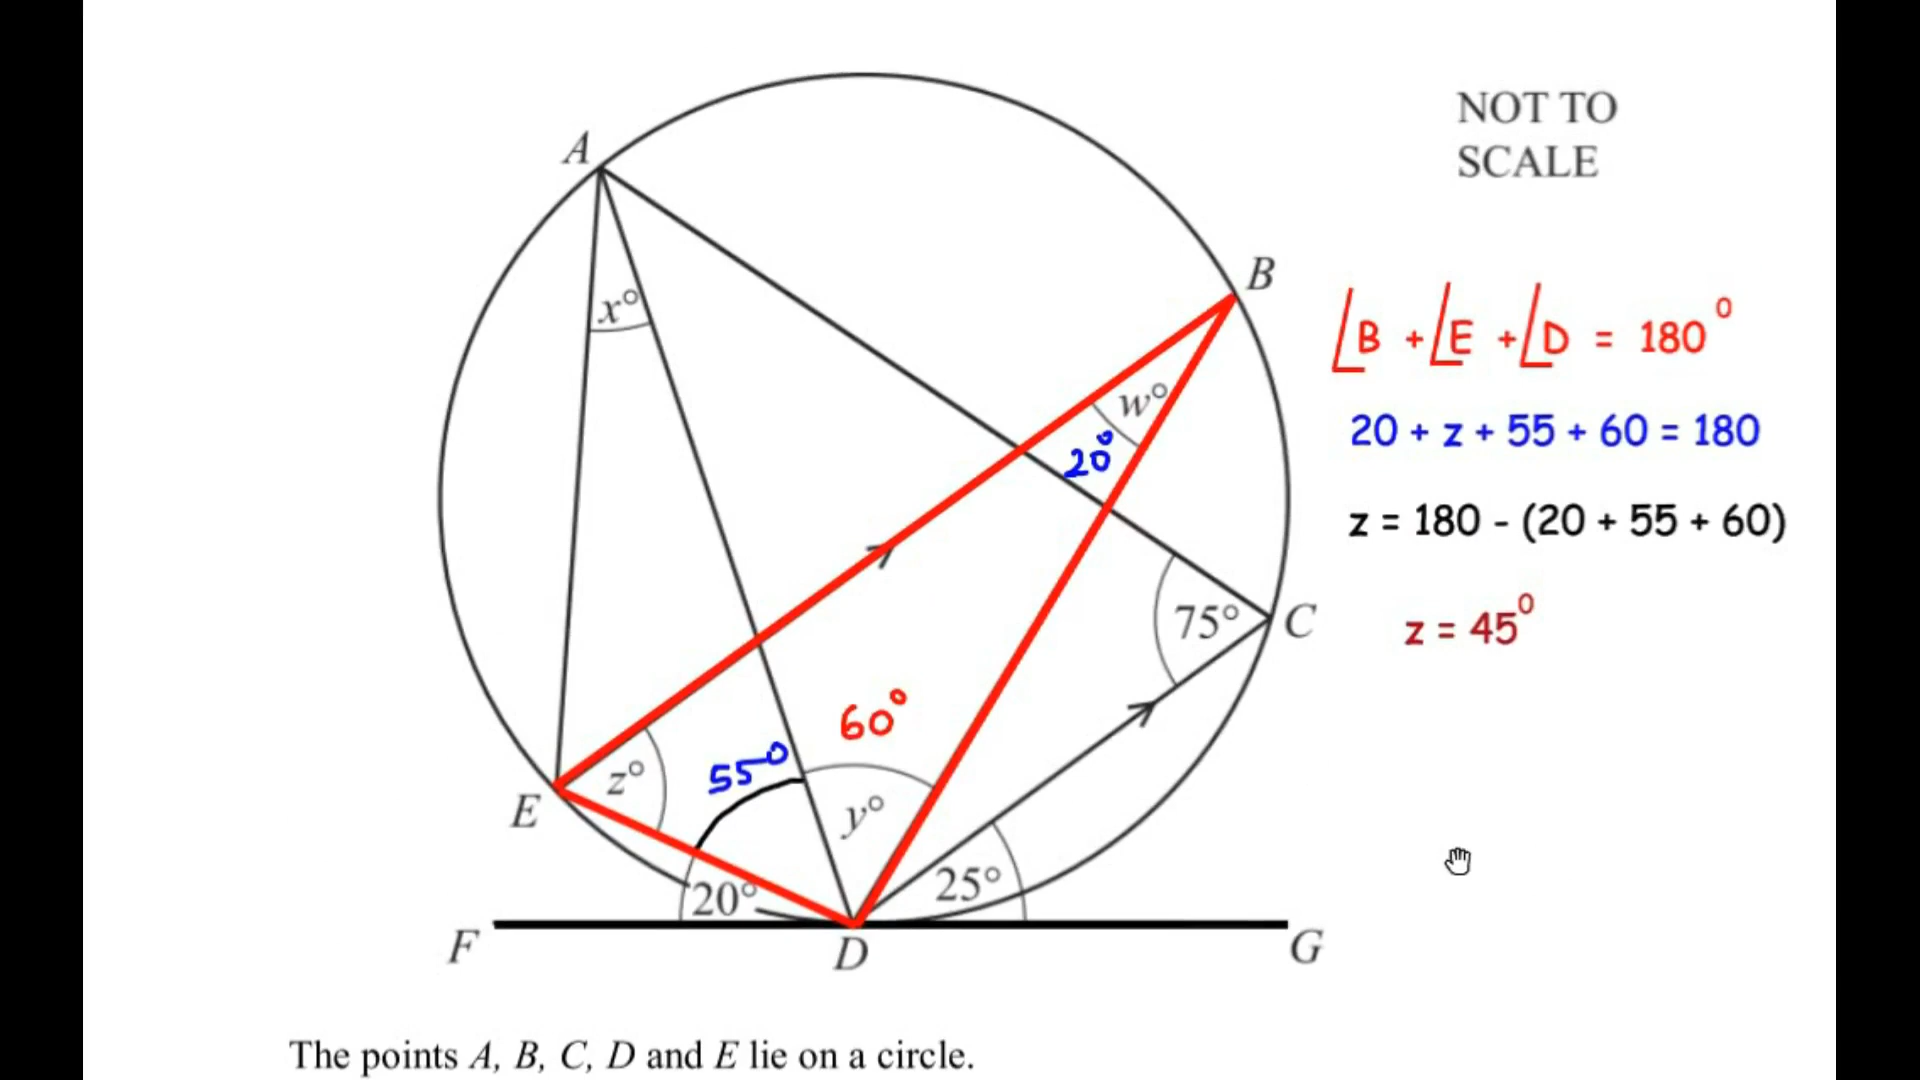 NOT TO
SCALE
A
B
x°
∠B + ∠E + ∠D = 180°
w°
20 + z + 55 + 60 = 180
20°
z = 180 - (20 + 55 + 60)
75°
C
z = 45°
60°
55°
z°
E
y°
20°
25°
F
D
G
The points A, B, C, D and E lie on a circle.